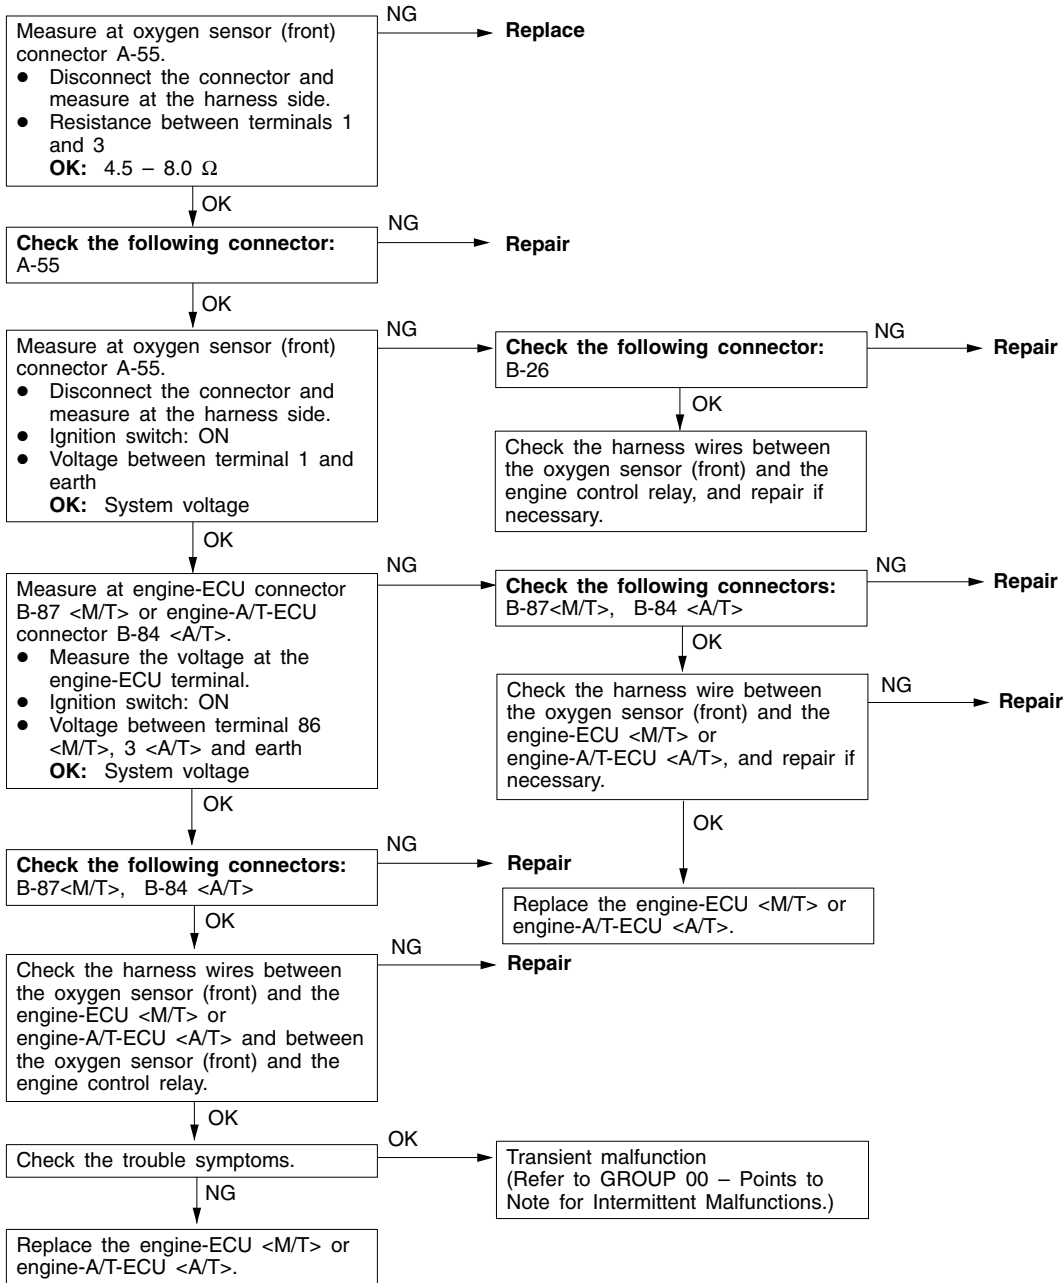 Measure at oxygen sensor (front)
connector A-55.
● Disconnect the connector and
measure at the harness side.
● Resistance between terminals 1
and 3
OK: 4.5 – 8.0 Ω
NG
Replace
OK
Check the following connector:
A-55
NG
Repair
OK
Measure at oxygen sensor (front)
connector A-55.
● Disconnect the connector and
measure at the harness side.
● Ignition switch: ON
● Voltage between terminal 1 and
earth
OK: System voltage
NG
Check the following connector:
B-26
NG
Repair
OK
Check the harness wires between
the oxygen sensor (front) and the
engine control relay, and repair if
necessary.
OK
Measure at engine-ECU connector
B-87 <M/T> or engine-A/T-ECU
connector B-84 <A/T>.
● Measure the voltage at the
engine-ECU terminal.
● Ignition switch: ON
● Voltage between terminal 86
<M/T>, 3 <A/T> and earth
OK: System voltage
NG
Check the following connectors:
B-87<M/T>, B-84 <A/T>
NG
Repair
OK
Check the harness wire between
the oxygen sensor (front) and the
engine-ECU <M/T> or
engine-A/T-ECU <A/T>, and repair if
necessary.
NG
Repair
OK
Replace the engine-ECU <M/T> or
engine-A/T-ECU <A/T>.
OK
Check the following connectors:
B-87<M/T>, B-84 <A/T>
NG
Repair
OK
Check the harness wires between
the oxygen sensor (front) and the
engine-ECU <M/T> or
engine-A/T-ECU <A/T> and between
the oxygen sensor (front) and the
engine control relay.
NG
Repair
OK
Check the trouble symptoms.
OK
Transient malfunction
(Refer to GROUP 00 – Points to
Note for Intermittent Malfunctions.)
NG
Replace the engine-ECU <M/T> or
engine-A/T-ECU <A/T>.